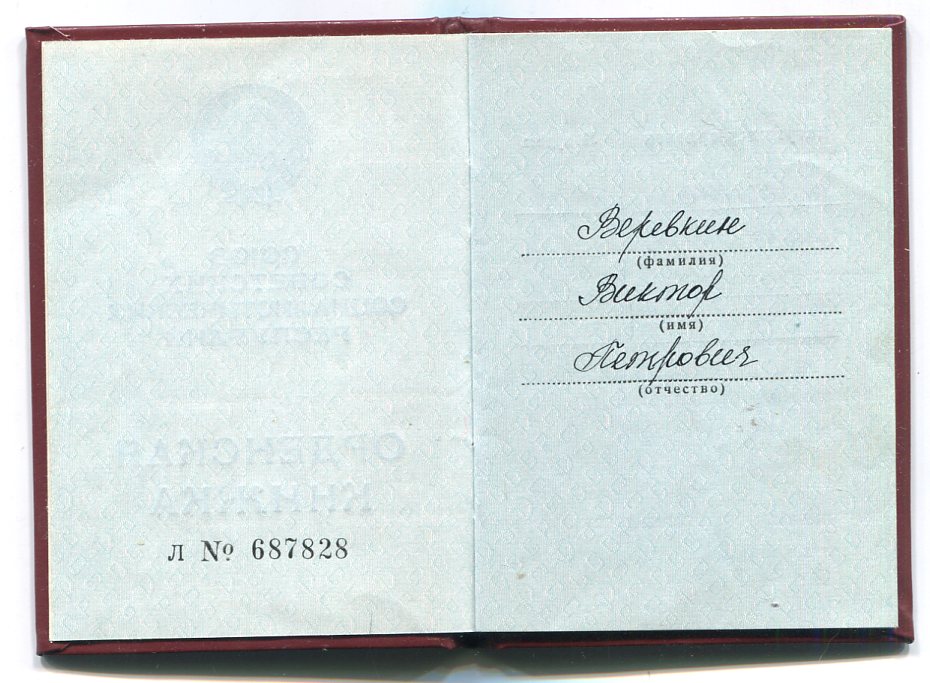 Л № 687828
Веревкин
(фамилия)
Виктор
(имя)
Петрович
(отчество)
СОЮЗ
СОВЕТСКИХ
СОЦИАЛИСТИЧЕСКИХ
РЕСПУБЛИК
ОРДЕНСКАЯ
КНИЖКА